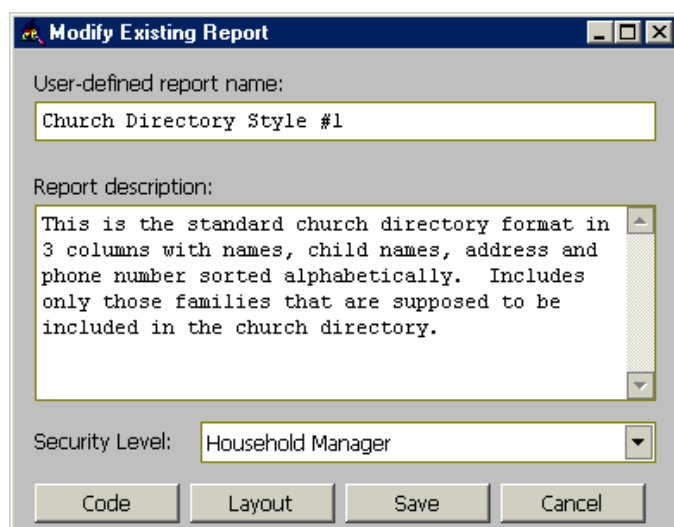 Modify Existing Report
User-defined report name:
Church Directory Style #1
Report description:
This is the standard church directory format in
3 columns with names, child names, address and
phone number sorted alphabetically.  Includes
only those families that are supposed to be
included in the church directory.
Security Level: Household Manager
Code Layout Save Cancel